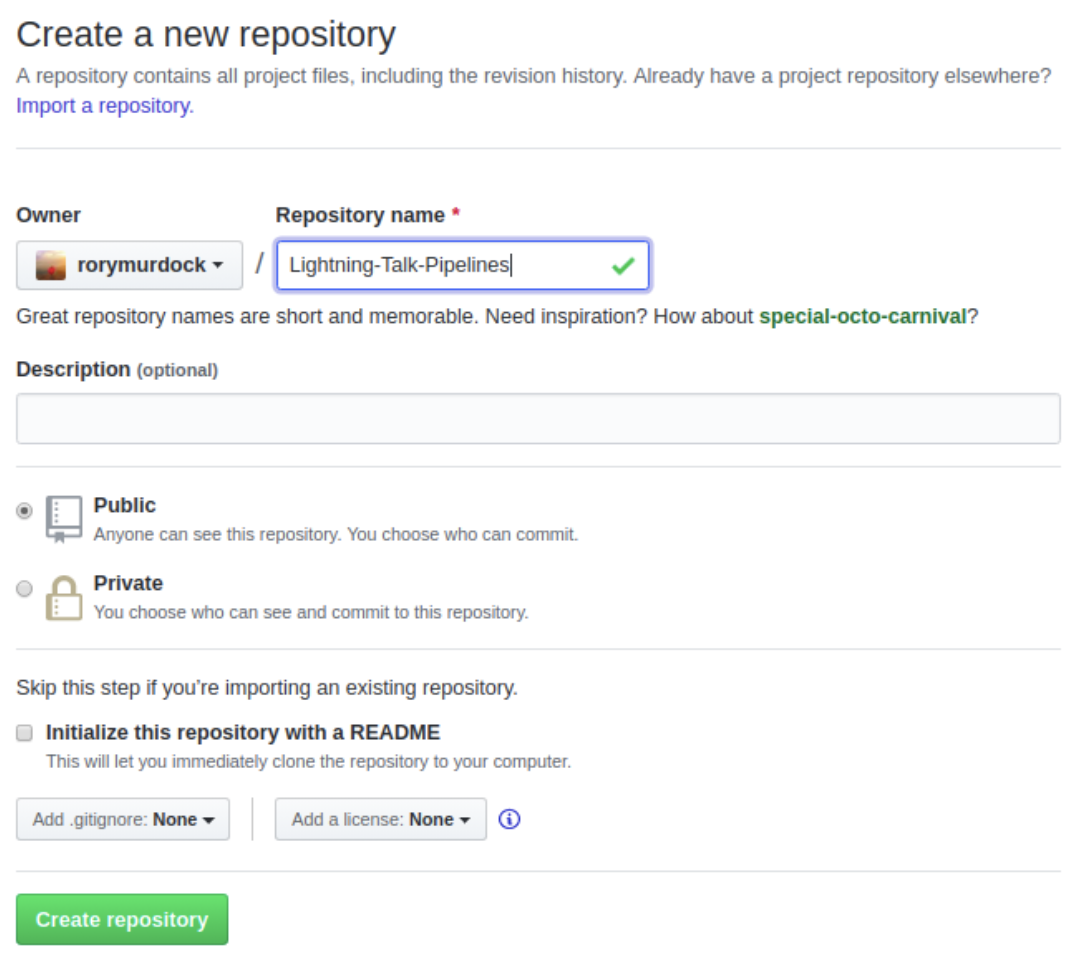 Create a new repository
A repository contains all project files, including the revision history. Already have a project repository elsewhere?
Import a repository.
Owner
Repository name *
rorymurdock
/
Lightning-Talk-Pipelines
Great repository names are short and memorable. Need inspiration? How about special-octo-carnival?
Description (optional)
Public
Anyone can see this repository. You choose who can commit.
Private
You choose who can see and commit to this repository.
Skip this step if you’re importing an existing repository.
Initialize this repository with a README
This will let you immediately clone the repository to your computer.
Add .gitignore: None
Add a license: None
Create repository